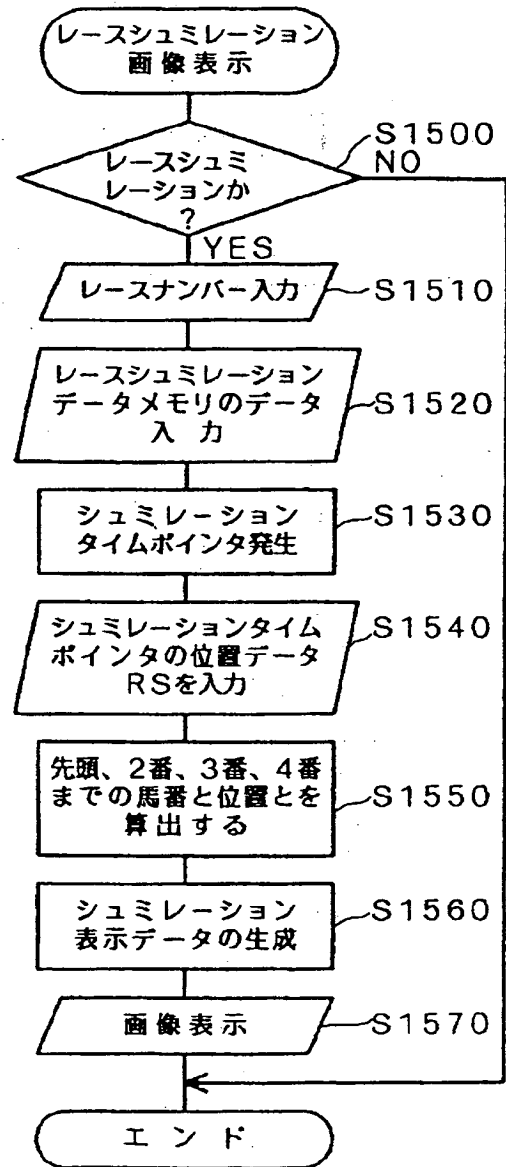 レースシュミレーション
画像表示
S1500
NO
レースシュミ
レーションか
?
YES
レースナンバー入力
S1510
レースシュミレーション
データメモリのデータ
入力
S1520
シュミレーション
タイムポインタ発生
S1530
シュミレーションタイム
ポインタの位置データ
RSを入力
S1540
先頭、2番、3番、4番
までの馬番と位置とを
算出する
S1550
シュミレーション
表示データの生成
S1560
画像表示
S1570
エンド